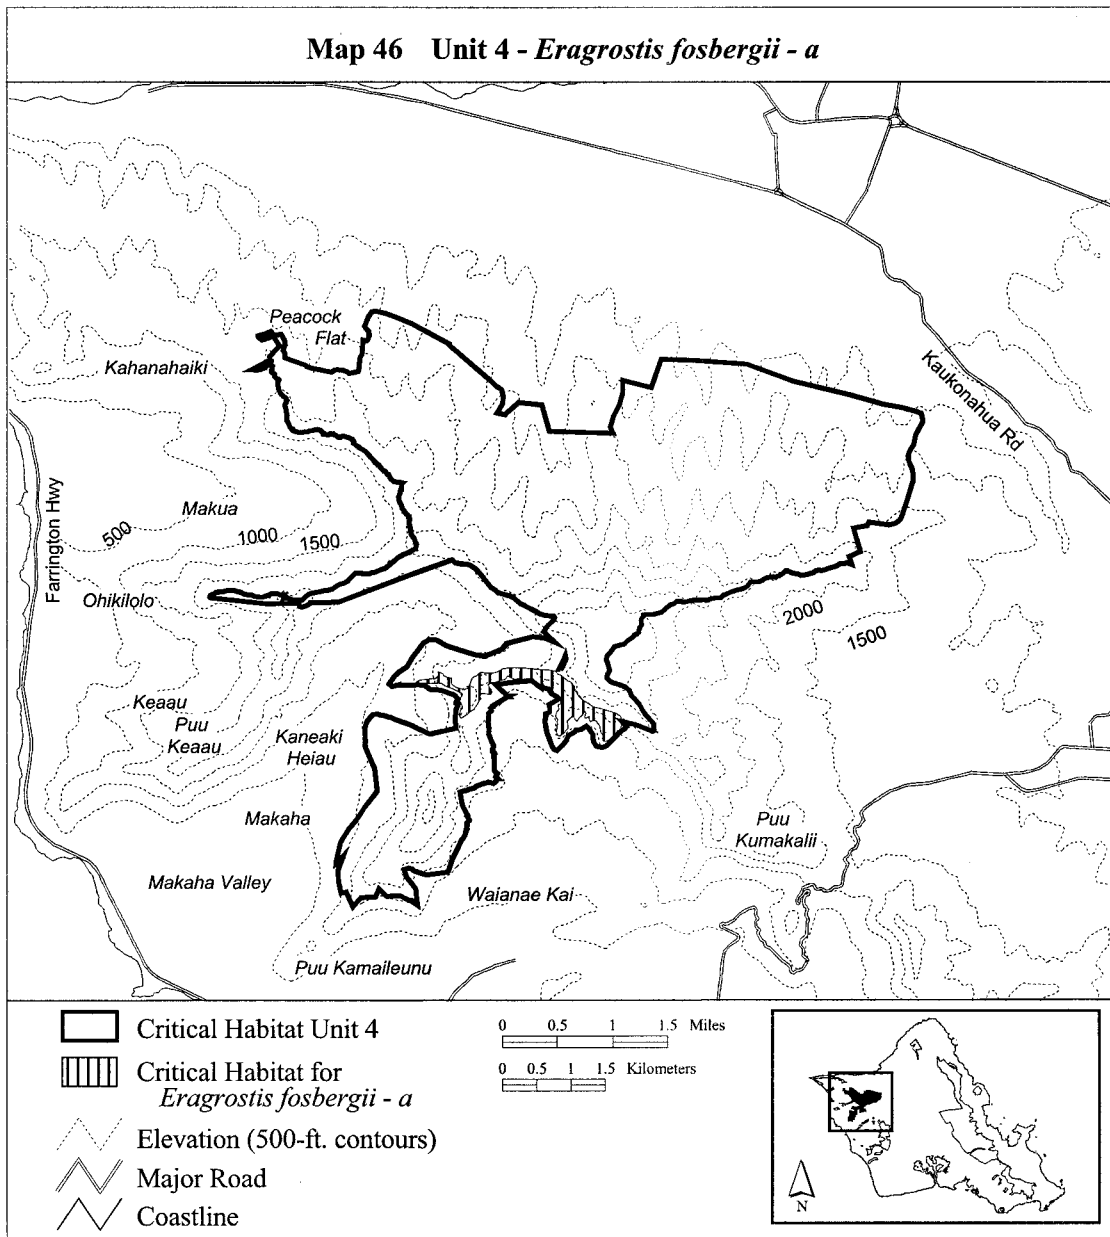 Map 46 Unit 4 - Eragrostis fosbergii - a
Peacock
Flat
Kahanahaiki
Kaukonahua Rd
Farrington Hwy
Makua
500
1000
1500
Ohikilolo
2000
1500
Keaau
Puu
Keaau
Kaneaki
Heiau
Makaha
Puu
Kumakalii
Makaha Valley
Waianae Kai
Puu Kamaileunu
Critical Habitat Unit 4
Critical Habitat for
Eragrostis fosbergii - a
Elevation (500-ft. contours)
Major Road
Coastline
0 0.5 1 1.5 Miles
0 0.5 1 1.5 Kilometers
N